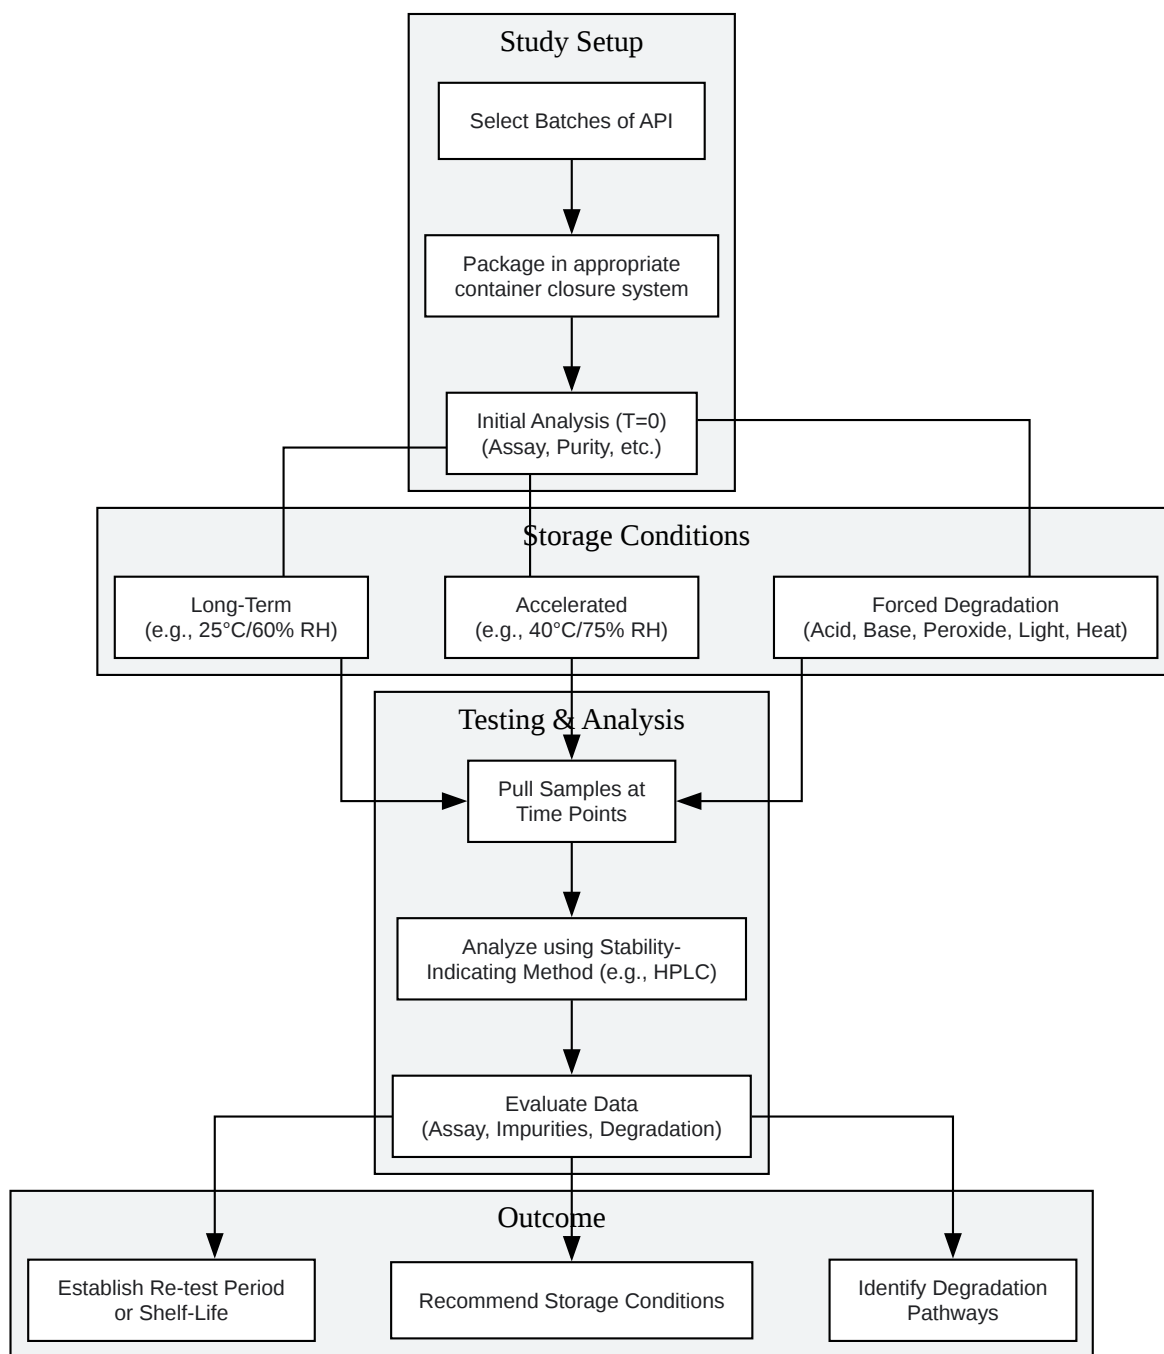 Study Setup
Select Batches of API
Package in appropriate
container closure system
Initial Analysis (T=0)
(Assay, Purity, etc.)
Storage Conditions
Long-Term
(e.g., 25°C/60% RH)
Accelerated
(e.g., 40°C/75% RH)
Forced Degradation
(Acid, Base, Peroxide, Light, Heat)
Testing & Analysis
Pull Samples at
Time Points
Analyze using Stability-
Indicating Method (e.g., HPLC)
Evaluate Data
(Assay, Impurities, Degradation)
Outcome
Establish Re-test Period
or Shelf-Life
Recommend Storage Conditions
Identify Degradation
Pathways